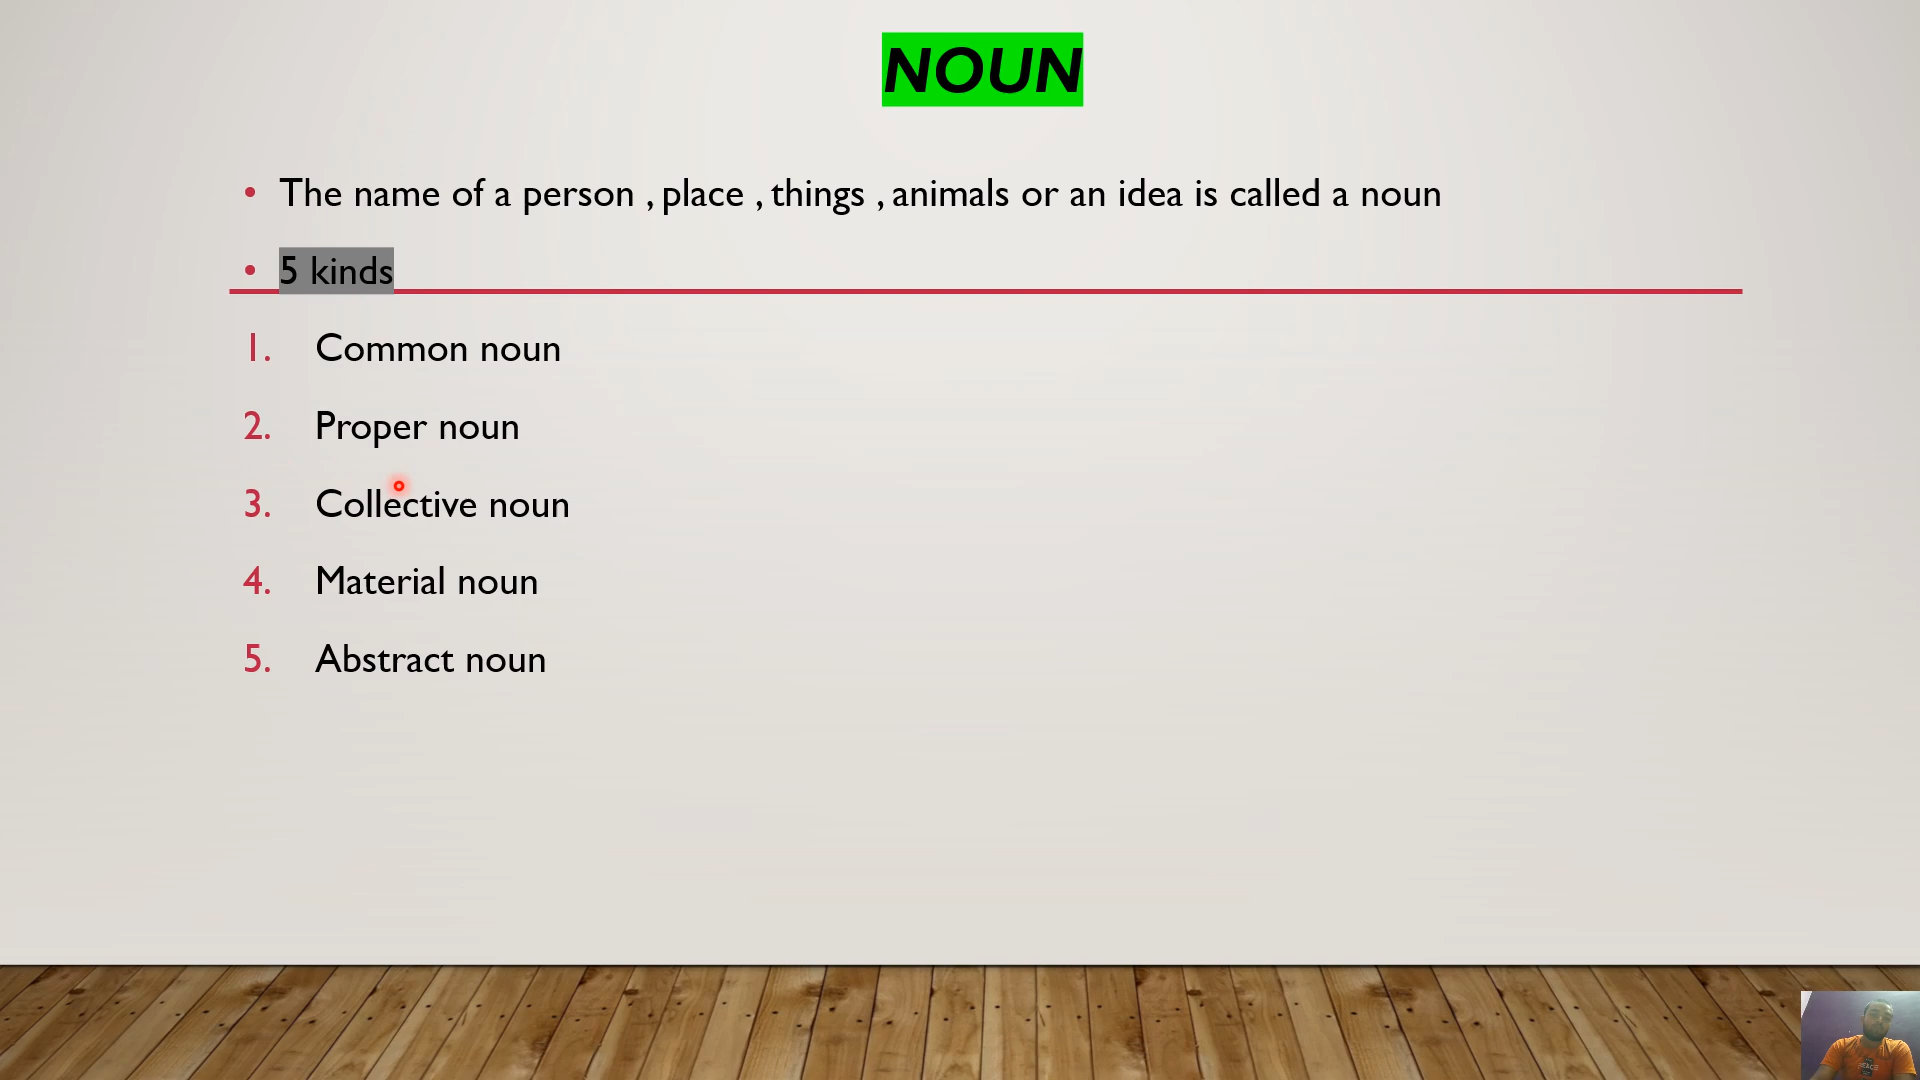 NOUN
• The name of a person , place , things , animals or an idea is called a noun
• 5 kinds
1. Common noun
2. Proper noun
3. Collective noun
4. Material noun
5. Abstract noun